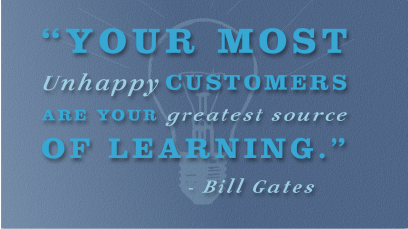 “YOUR MOST
Unhappy CUSTOMERS
ARE YOUR greatest source
OF LEARNING.”
- Bill Gates